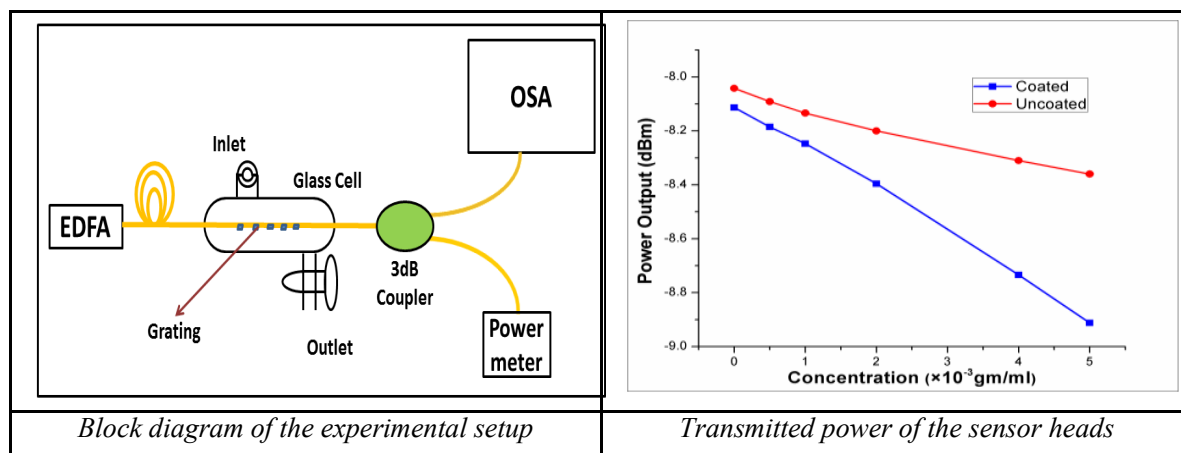 OSA
Inlet
Glass Cell
EDFA
3dB
Coupler
Grating
Outlet
Power
meter
Block diagram of the experimental setup
Coated
Uncoated
Power Output (dBm)
-8.0
-8.2
-8.4
-8.6
-8.8
-9.0
0 1 2 3 4 5
Concentration (×10⁻³gm/ml)
Transmitted power of the sensor heads